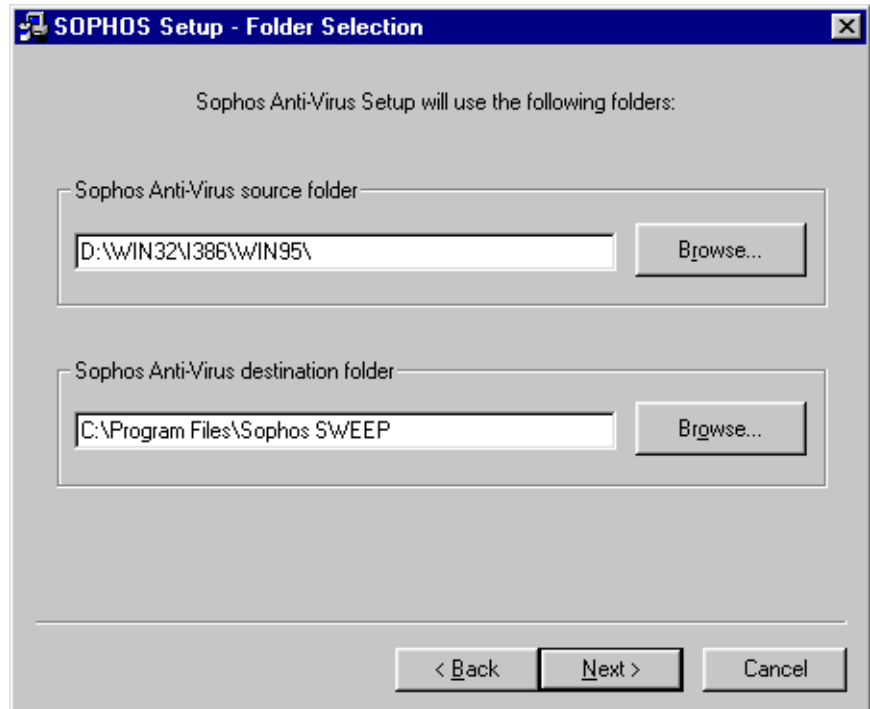 SOPHOS Setup - Folder Selection
Sophos Anti-Virus Setup will use the following folders:
Sophos Anti-Virus source folder
D:\WIN32\I386\WIN95\
Browse...
Sophos Anti-Virus destination folder
C:\Program Files\Sophos SWEEP
Browse...
< Back
Next >
Cancel